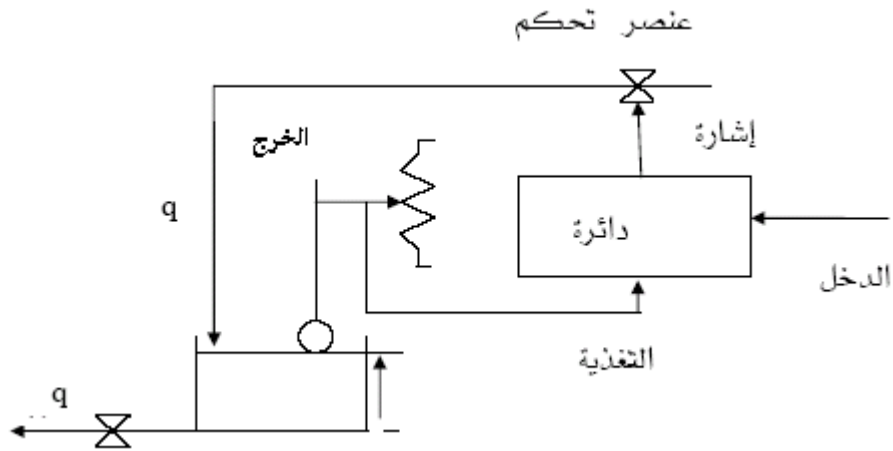 عنصر تحكم
إشارة
الخرج
q
دائرة
الدخل
التغذية
q